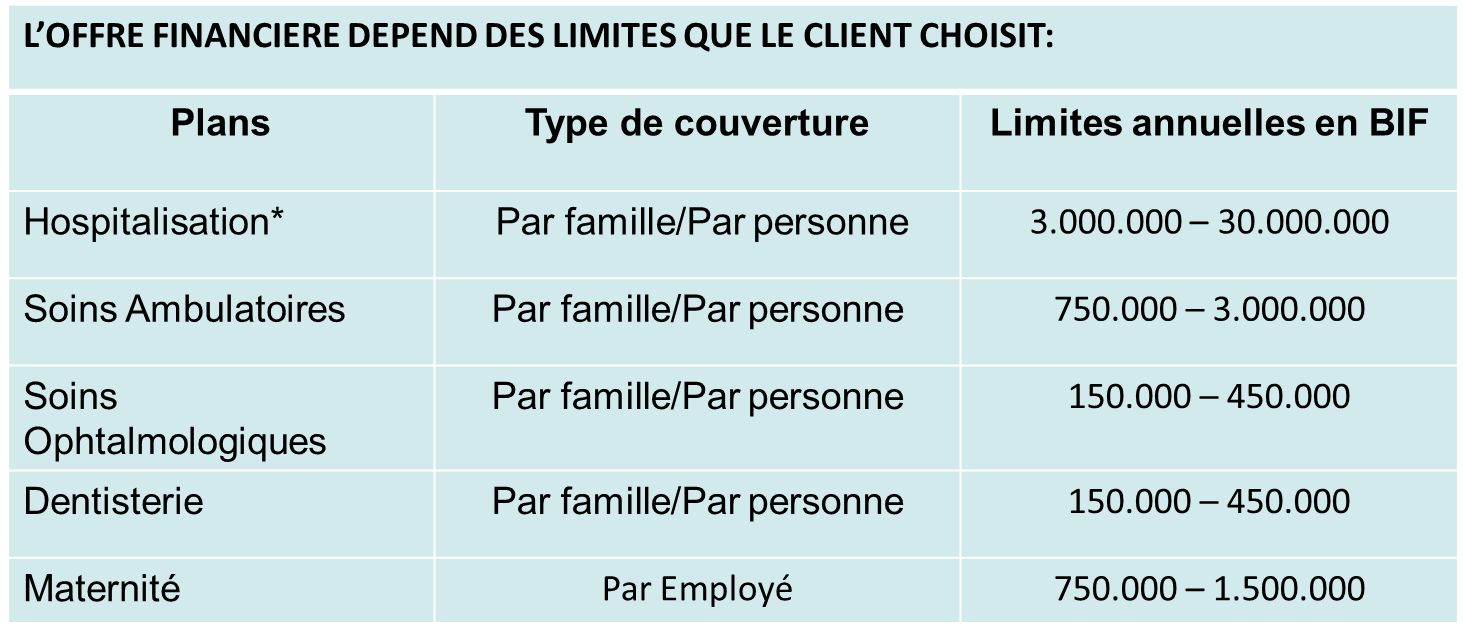 L'OFFRE FINANCIERE DEPEND DES LIMITES QUE LE CLIENT CHOISIT:
Plans Type de couverture Limites annuelles en BIF
Hospitalisation* Par famille/Par personne 3.000.000 – 30.000.000
Soins Ambulatoires Par famille/Par personne 750.000 – 3.000.000
Soins Par famille/Par personne 150.000 – 450.000
Ophtalmologiques
Dentisterie Par famille/Par personne 150.000 – 450.000
Maternité Par Employé 750.000 – 1.500.000